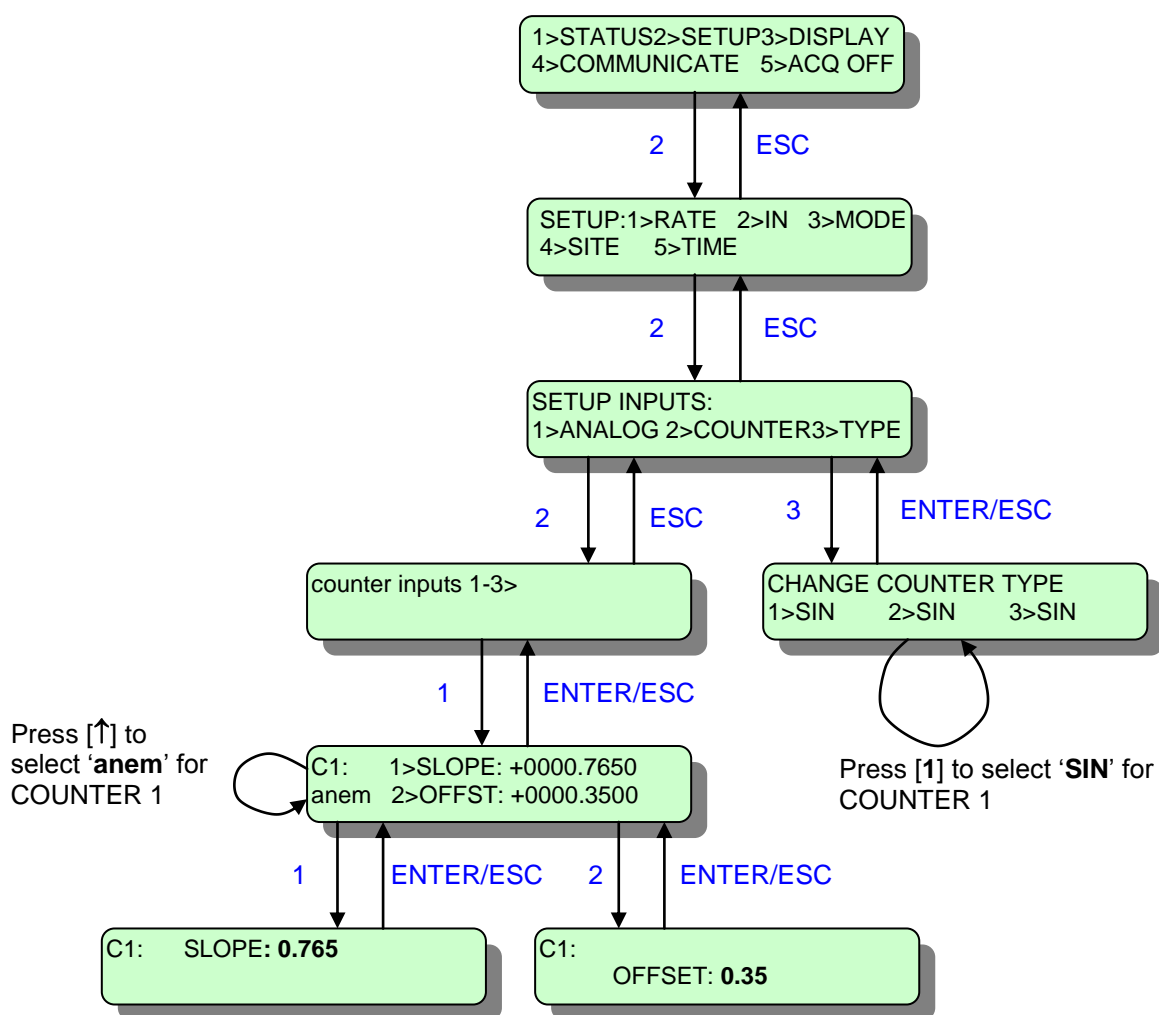 1>STATUS2>SETUP3>DISPLAY
4>COMMUNICATE 5>ACQ OFF
2 ESC
SETUP:1>RATE 2>IN 3>MODE
4>SITE 5>TIME
2 ESC
SETUP INPUTS:
1>ANALOG 2>COUNTER3>TYPE
2 ESC 3 ENTER/ESC
counter inputs 1-3>
CHANGE COUNTER TYPE
1>SIN 2>SIN 3>SIN
1 ENTER/ESC
Press [↑] to
select ‘anem’ for
COUNTER 1
C1: 1>SLOPE: +0000.7650
anem 2>OFFST: +0000.3500
Press [1] to select ‘SIN’ for
COUNTER 1
1 ENTER/ESC 2 ENTER/ESC
C1: SLOPE: 0.765
C1:
OFFSET: 0.35